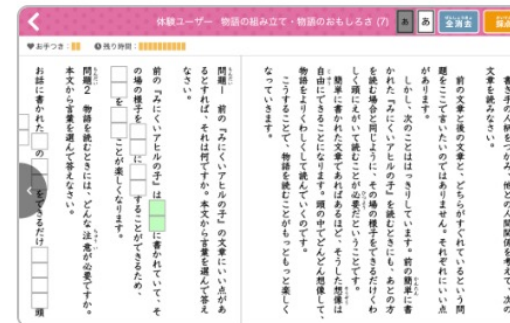 体験ユーザー 物語の組み立て・物語のおもしろさ (7)
あ
あ
全消去
採点
お手つき：
残り時間：
書き手の人柄をつかみ、他との人間関係を考えて、次の
文章を読みなさい。
前の文章と後の文章と、どちらがすぐれているという問
題をここで言いたいのではありません。それぞれにいい点
があります。
しかし、次のことははっきりしています。前の簡単に書
かれた『みにくいアヒルの子』を読むときにも、あとの方
を読む場合と同じように、その場の様子をできるだけくわ
しく頭にえがいて読むことが必要だということです。
簡単に書かれた文章であればあるほど、そうした想像は
自由にできることになります。頭の中でどんどん想像して、
物語をよりくわしくして読んでいくのです。
こうすることで、物語を読むことがもっともっと楽しく
なっていきます。
問題1 前の『みにくいアヒルの子』の文章にいい点があ
るとすれば、それは何ですか。本文から言葉を選んで答え
なさい。
前の『みにくいアヒルの子』は に書かれていて、そ
の場の様子を に することができるため、
を ことが楽しくなります。
問題2 物語を読むときには、どんな注意が必要ですか。
本文から言葉を選んで答えなさい。
お話に書かれた の をできるだけ 頭